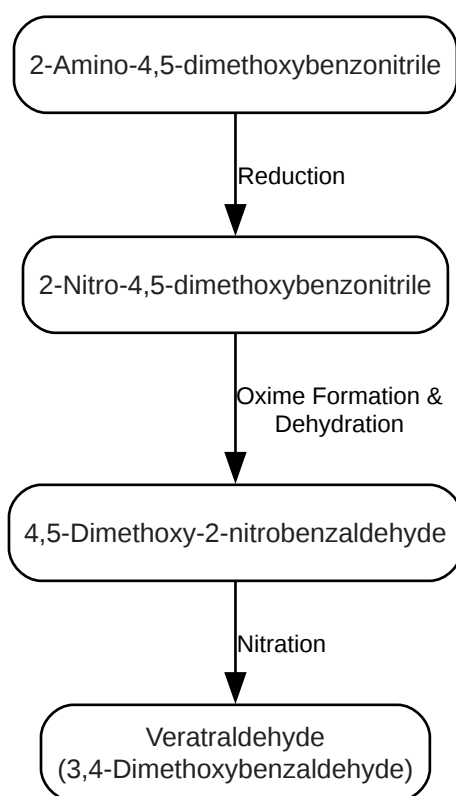 2-Amino-4,5-dimethoxybenzonitrile
Reduction
2-Nitro-4,5-dimethoxybenzonitrile
Oxime Formation &
Dehydration
4,5-Dimethoxy-2-nitrobenzaldehyde
Nitration
Veratraldehyde
(3,4-Dimethoxybenzaldehyde)